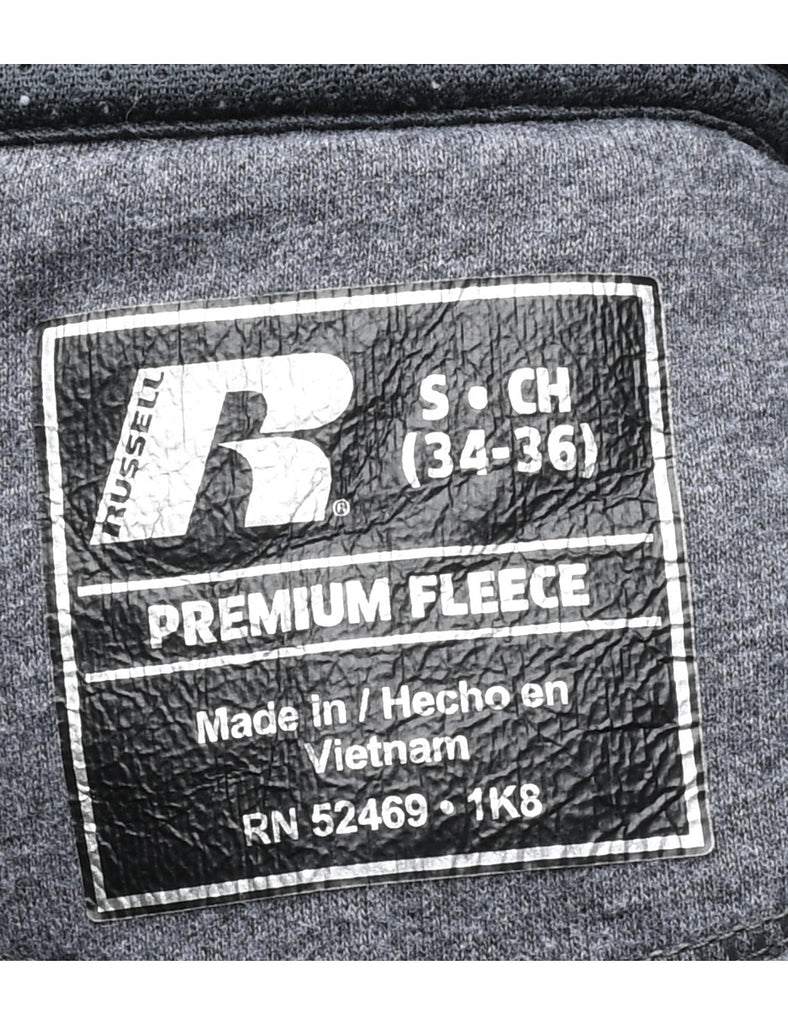 RUSSELL
R®
S • CH
(34-36)
PREMIUM FLEECE
Made in / Hecho en
Vietnam
RN 52469 • 1K8